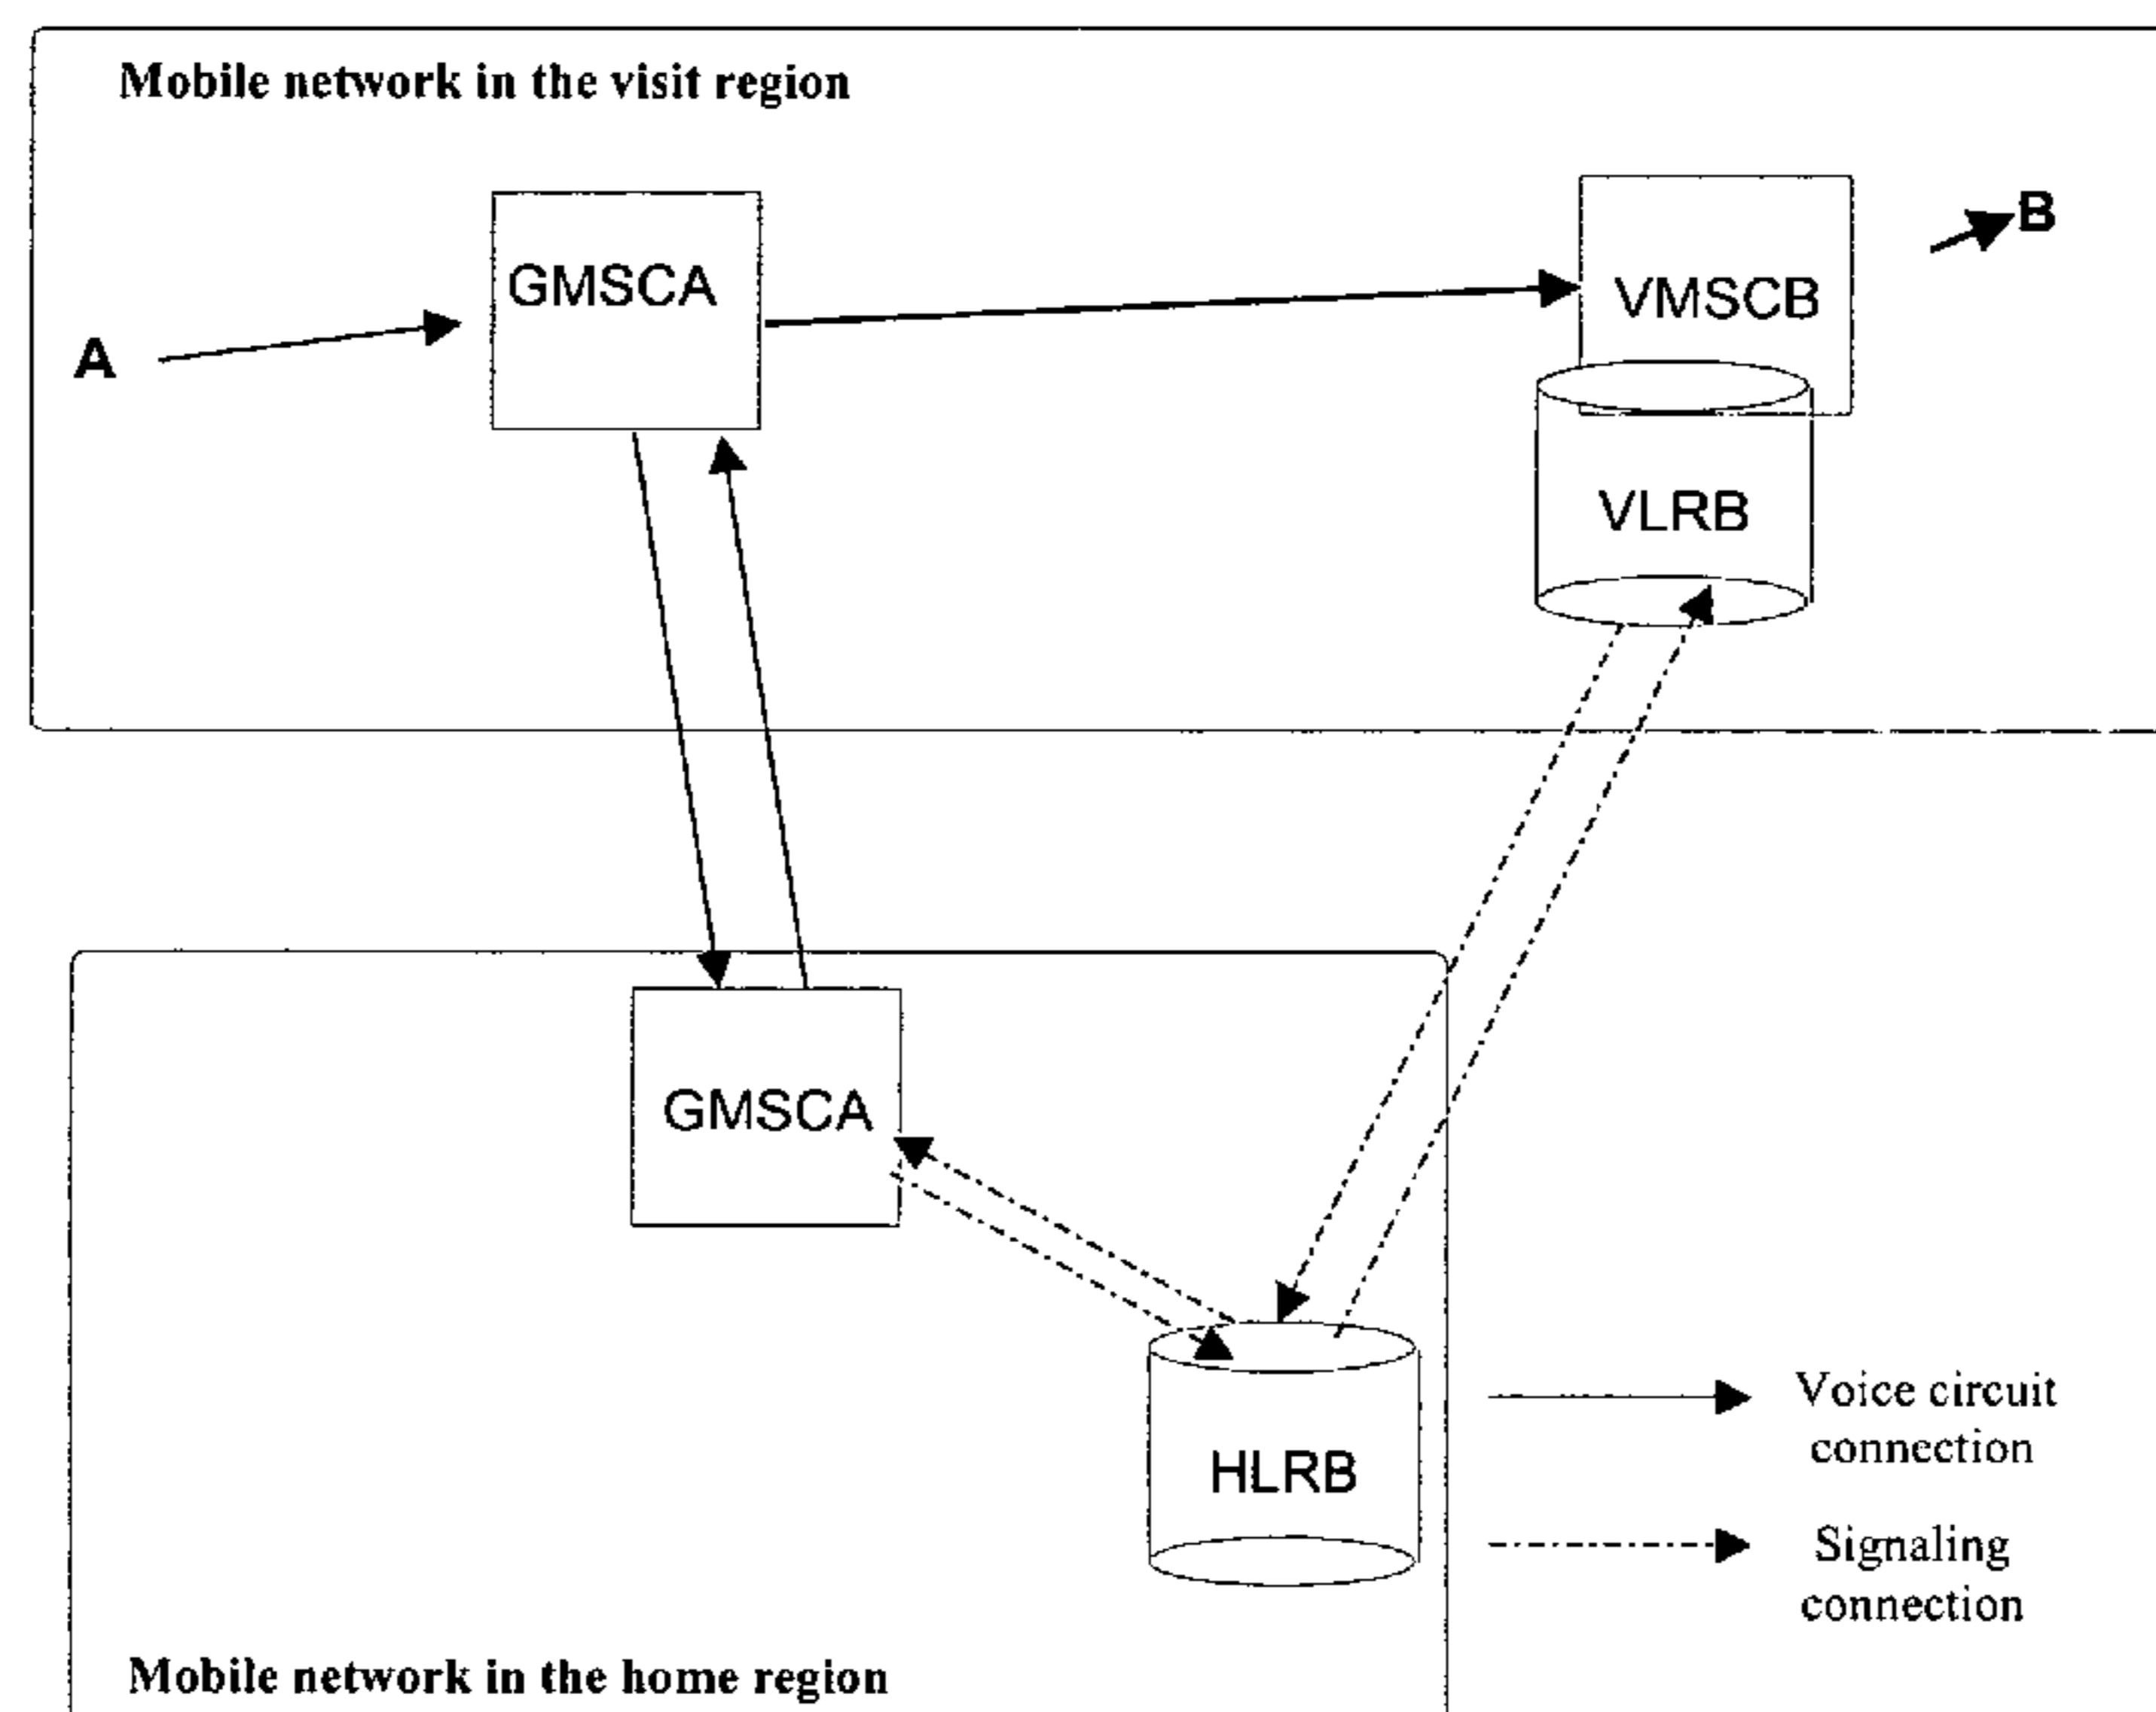 Mobile network in the visit region
GMSCA
VMSCB
B
A
VLRB
GMSCA
HLRB
Voice circuit
connection
Signaling
connection
Mobile network in the home region